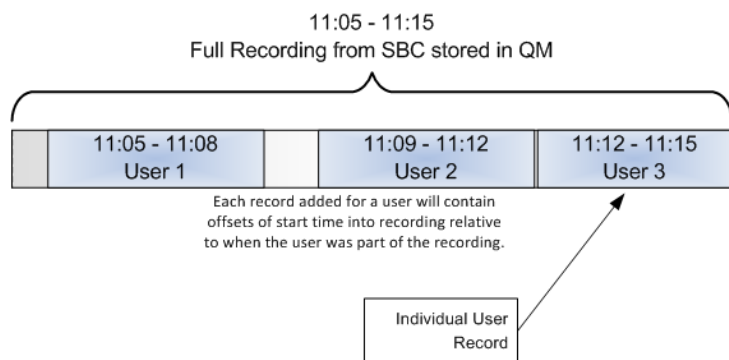 11:05 - 11:15
Full Recording from SBC stored in QM
11:05 - 11:08
User 1
11:09 - 11:12
User 2
11:12 - 11:15
User 3
Each record added for a user will contain
offsets of start time into recording relative
to when the user was part of the recording.
Individual User
Record